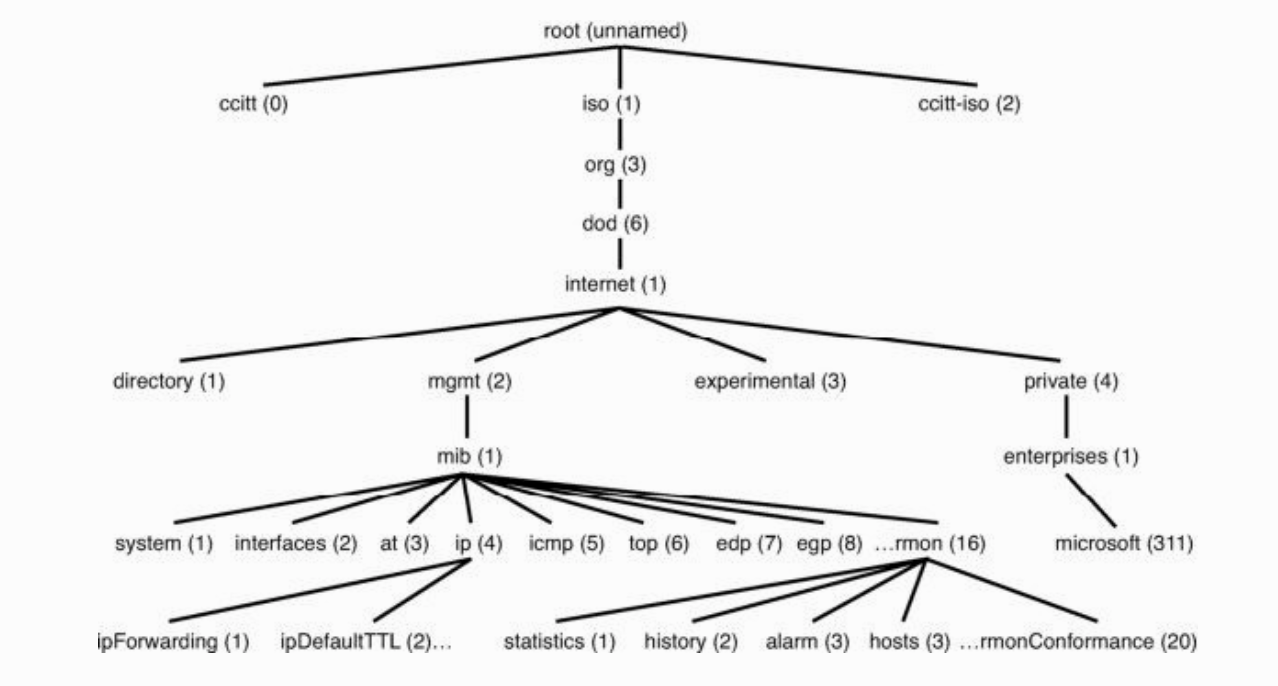 root (unnamed)
ccitt (0) iso (1) ccitt-iso (2)
org (3)
dod (6)
internet (1)
directory (1) mgmt (2) experimental (3) private (4)
mib (1) enterprises (1)
system (1) interfaces (2) at (3) ip (4) icmp (5) top (6) edp (7) egp (8) ...rmon (16) microsoft (311)
ipForwarding (1) ipDefaultTTL (2)... statistics (1) history (2) alarm (3) hosts (3) ...rmonConformance (20)